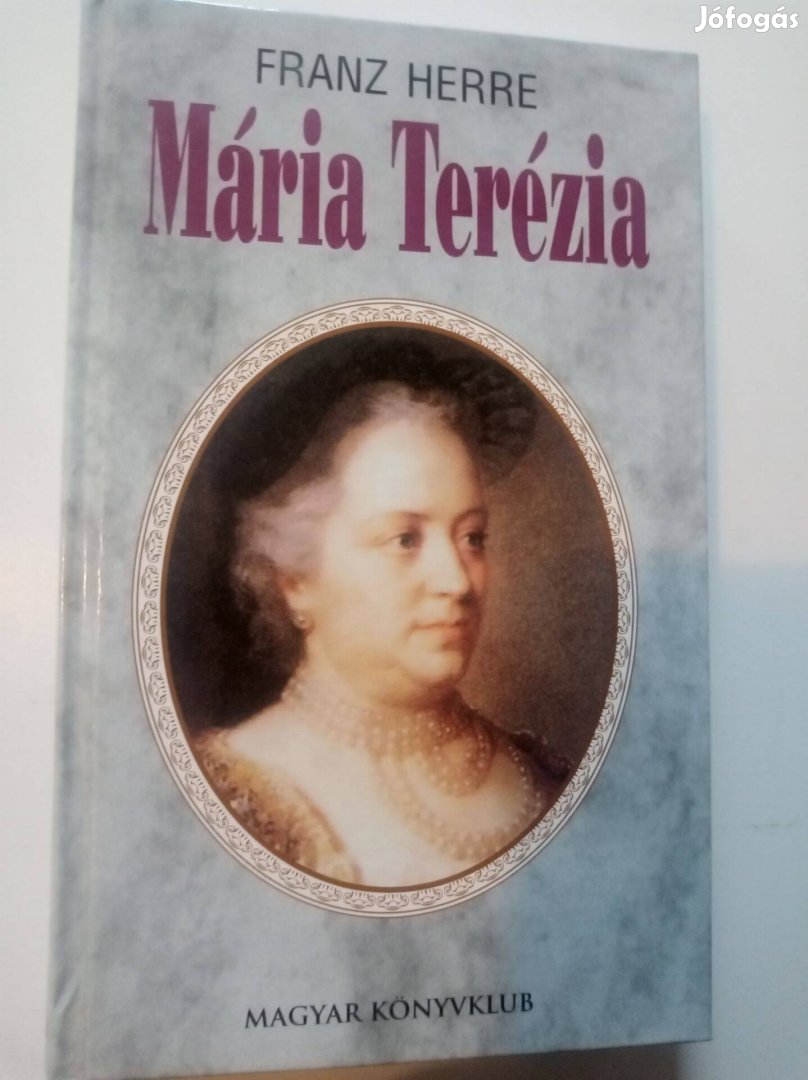 Jófogás
FRANZ HERRE
Mária Terézia
MAGYAR KÖNYVKLUB